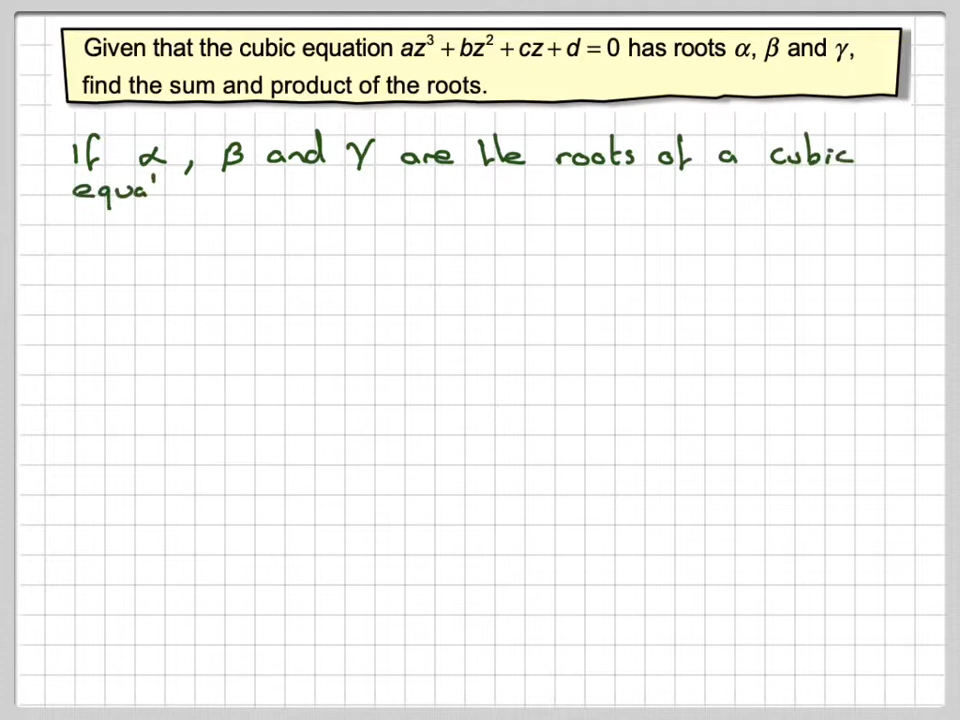 Given that the cubic equation az³ + bz² + cz + d = 0 has roots α, β and γ,
find the sum and product of the roots.
If α, β and γ are the roots of a cubic
equa'